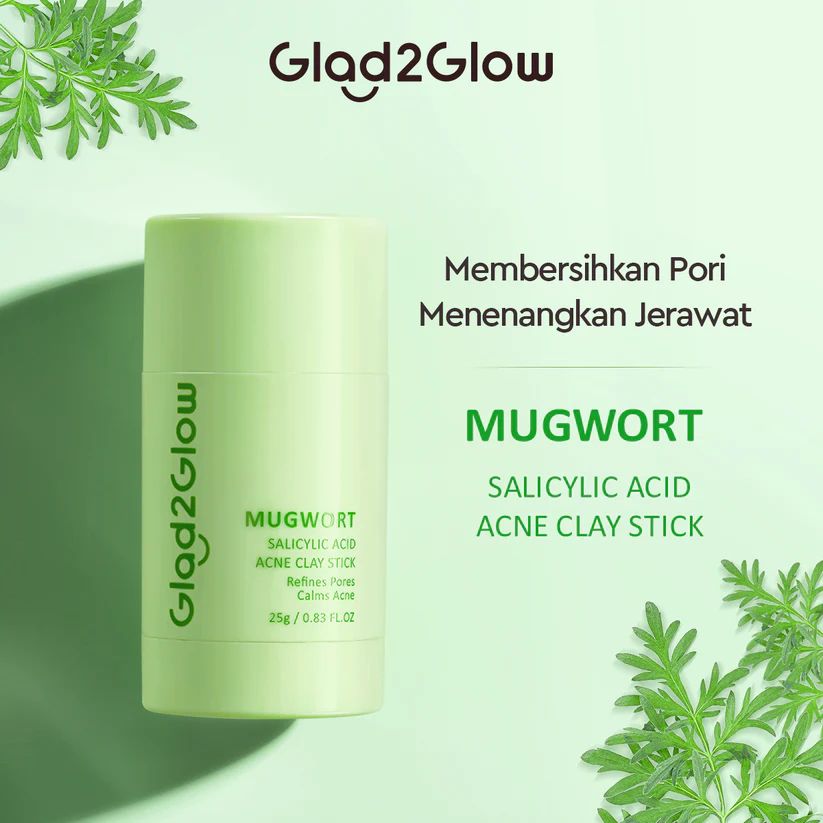 Glad2Glow
Membersihkan Pori
Menenangkan Jerawat
MUGWORT
SALICYLIC ACID
ACNE CLAY STICK
Glad2Glow
MUGWORT
SALICYLIC ACID
ACNE CLAY STICK
Refines Pores
Calms Acne
25g / 0.83 FL.OZ